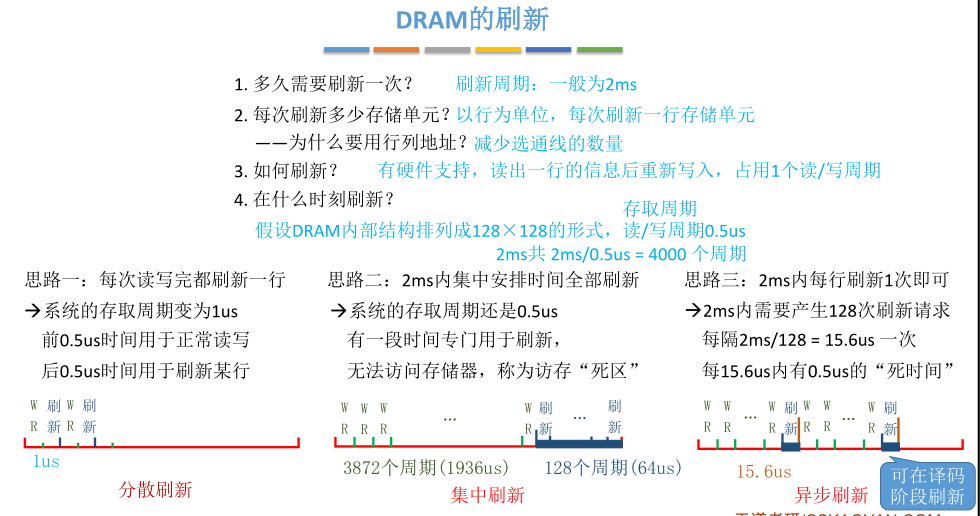 DRAM的刷新
1. 多久需要刷新一次? 刷新周期：一般为2ms
2. 每次刷新多少存储单元? 以行为单位，每次刷新一行存储单元
——为什么要用行列地址? 减少选通线的数量
3. 如何刷新? 有硬件支持，读出一行的信息后重新写入，占用1个读/写周期
4. 在什么时刻刷新?
存取周期
假设DRAM内部结构排列成128×128的形式，读/写周期0.5us
2ms共 2ms/0.5us = 4000 个周期
思路一：每次读写完都刷新一行
→系统的存取周期变为1us
前0.5us时间用于正常读写
后0.5us时间用于刷新某行
W 刷 W 刷
R 新 R 新
1us
分散刷新
思路二：2ms内集中安排时间全部刷新
→系统的存取周期还是0.5us
有一段时间专门用于刷新，
无法访问存储器，称为访存“死区”
W W W ... W 刷 ... 刷
R R R R 新 新
3872个周期(1936us) 128个周期(64us)
集中刷新
思路三：2ms内每行刷新1次即可
→2ms内需要产生128次刷新请求
每隔2ms/128 = 15.6us 一次
每15.6us内有0.5us的“死时间”
W W ... W 刷 W W ... W 刷
R R R 新 R R R 新
15.6us
异步刷新
可在译码
阶段刷新